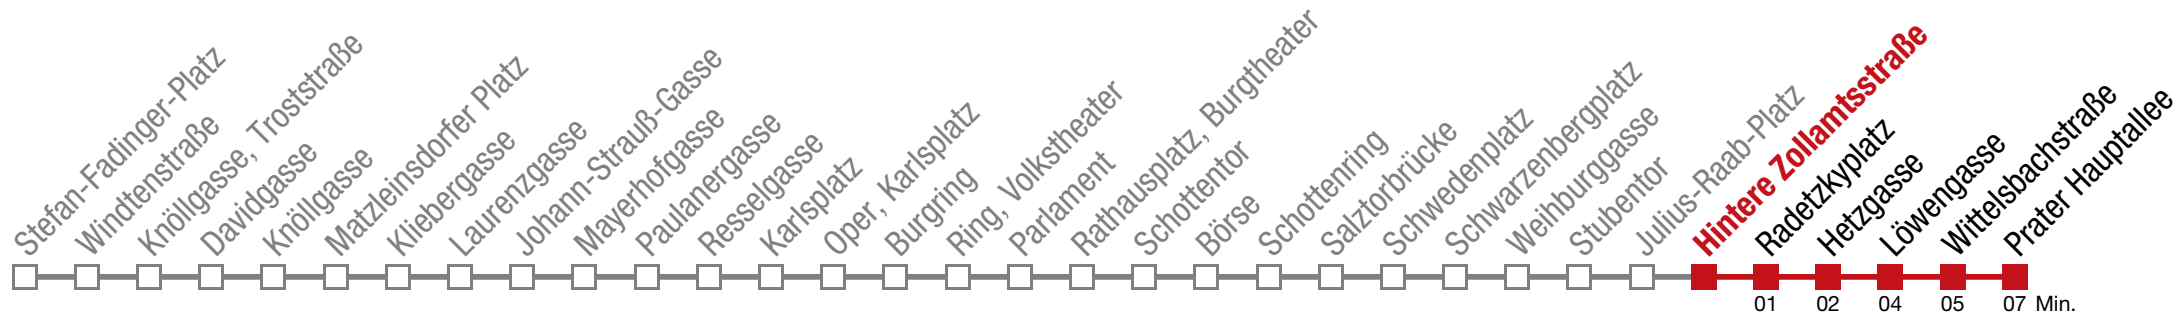 Stefan-Fadinger-Platz
Windtenstraße
Knöllgasse, Troststraße
Davidgasse
Knöllgasse
Matzleinsdorfer Platz
Kliebergasse
Laurenzgasse
Johann-Strauß-Gasse
Mayerhofgasse
Paulanergasse
Resselgasse
Karlsplatz
Oper, Karlsplatz
Burgring
Ring, Volkstheater
Parlament
Rathausplatz, Burgtheater
Schottentor
Börse
Schottenring
Salztorbrücke
Schwedenplatz
Schwarzenbergplatz
Weihburggasse
Stubentor
Julius-Raab-Platz
Hintere Zollamtsstraße
Radetzkyplatz
Hetzgasse
Löwengasse
Wittelsbachstraße
Prater Hauptallee
01 02 04 05 07 Min.